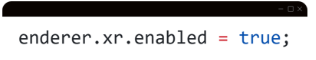 enderer.xr.enabled = true;